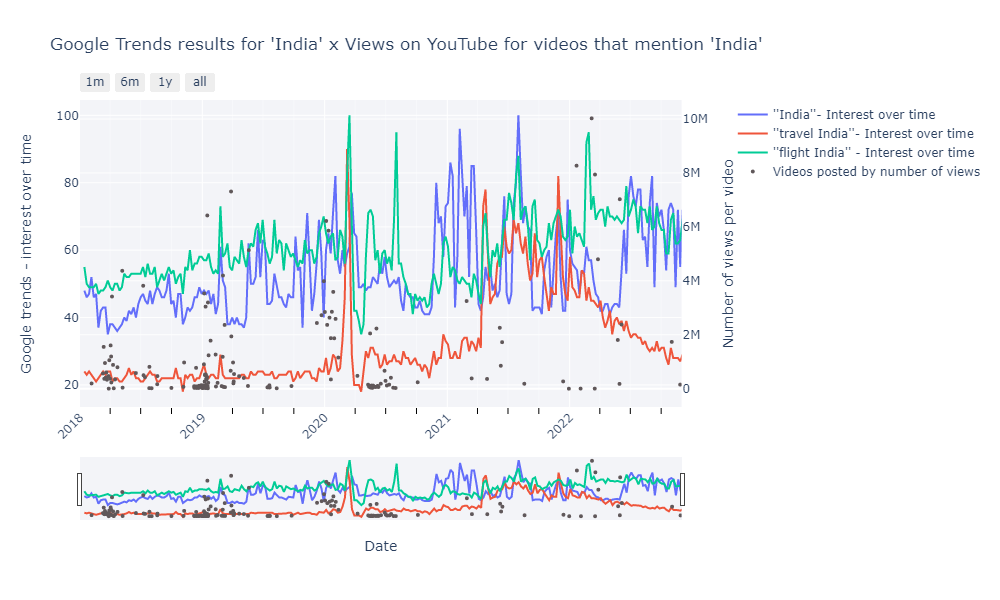 Google Trends results for 'India' x Views on YouTube for videos that mention 'India'
1m 6m 1y all
Google trends - interest over time
100
80
60
40
20
10M
8M
6M
4M
2M
0
Number of views per video
"India"- Interest over time
"travel India"- Interest over time
"flight India" - Interest over time
Videos posted by number of views
2018 2019 2020 2021 2022
Date